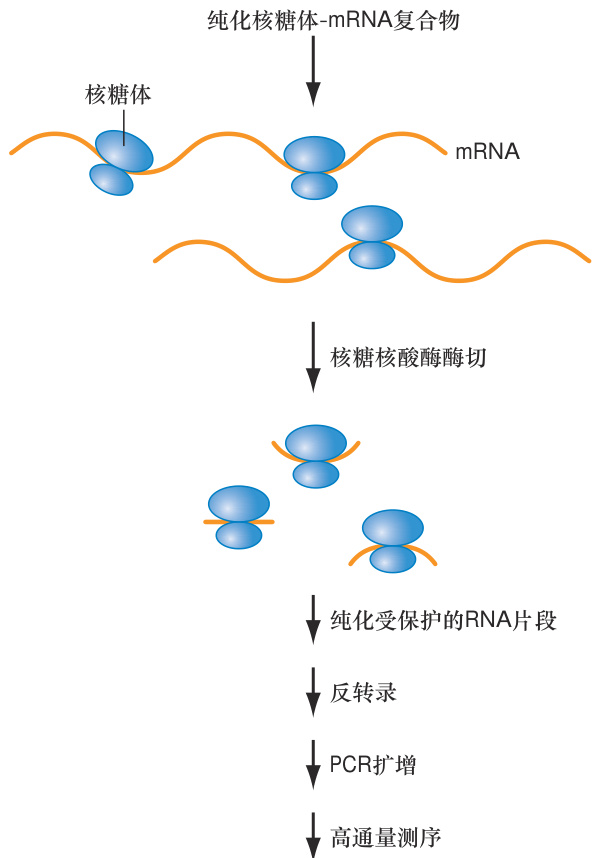 纯化核糖体-mRNA复合物
核糖体
mRNA
核糖核酸酶酶切
纯化受保护的RNA片段
反转录
PCR扩增
高通量测序